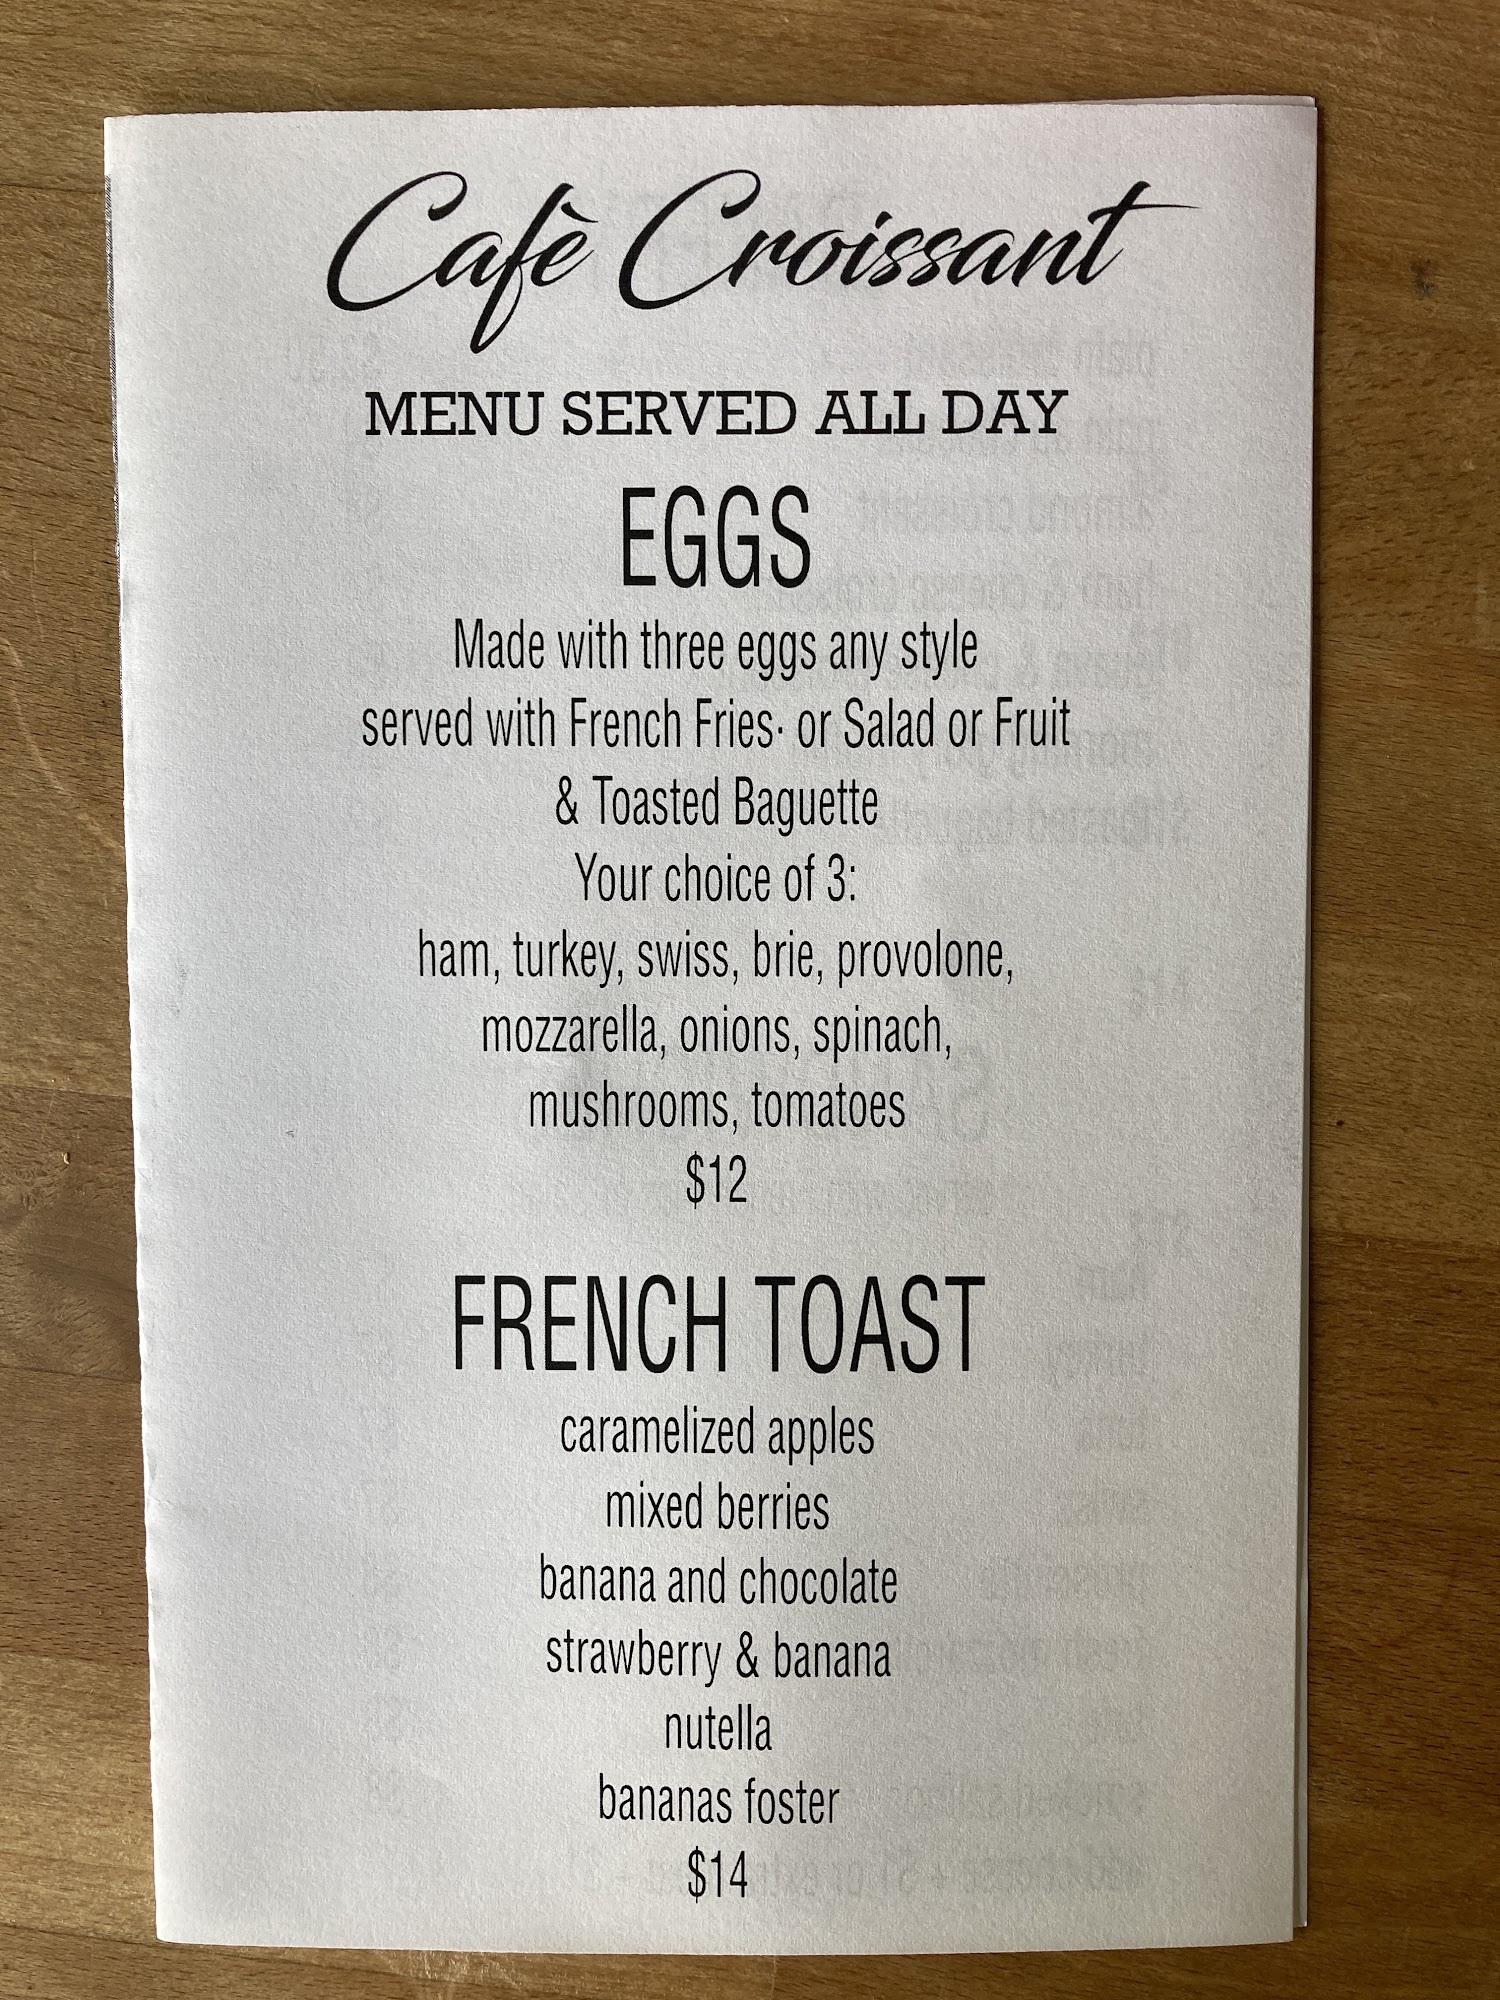 Cafè Croissant
MENU SERVED ALL DAY
EGGS
Made with three eggs any style
served with French Fries· or Salad or Fruit
& Toasted Baguette
Your choice of 3:
ham, turkey, swiss, brie, provolone,
mozzarella, onions, spinach,
mushrooms, tomatoes
$12
FRENCH TOAST
caramelized apples
mixed berries
banana and chocolate
strawberry & banana
nutella
bananas foster
$14